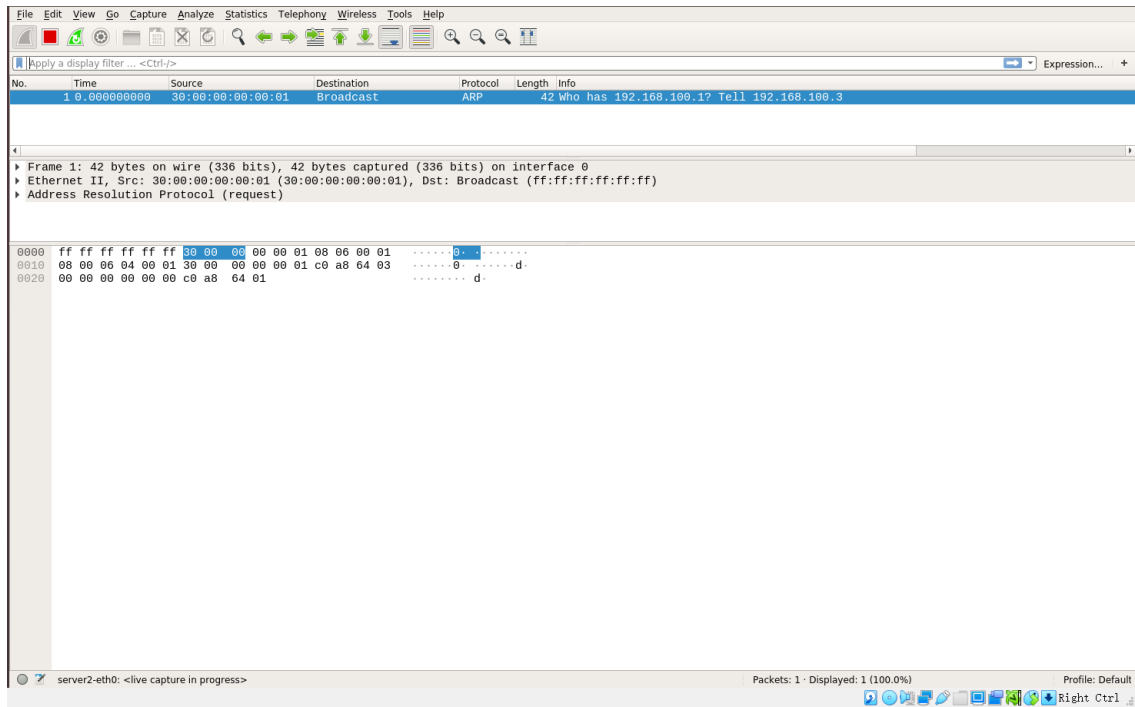 File Edit View Go Capture Analyze Statistics Telephony Wireless Tools Help
Apply a display filter ... <Ctrl-/> Expression... +
No. Time Source Destination Protocol Length Info
1 0.000000000 30:00:00:00:00:01 Broadcast ARP 42 Who has 192.168.100.1? Tell 192.168.100.3
Frame 1: 42 bytes on wire (336 bits), 42 bytes captured (336 bits) on interface 0
Ethernet II, Src: 30:00:00:00:00:01 (30:00:00:00:00:01), Dst: Broadcast (ff:ff:ff:ff:ff:ff)
Address Resolution Protocol (request)
0000 ff ff ff ff ff ff 30 00 00 00 00 01 08 06 00 01 ······0· ········
0010 08 00 06 04 00 01 30 00 00 00 00 01 c0 a8 64 03 ······0· ······d·
0020 00 00 00 00 00 00 c0 a8 64 01 ········ d·
server2-eth0: <live capture in progress> Packets: 1 · Displayed: 1 (100.0%) Profile: Default
Right Ctrl